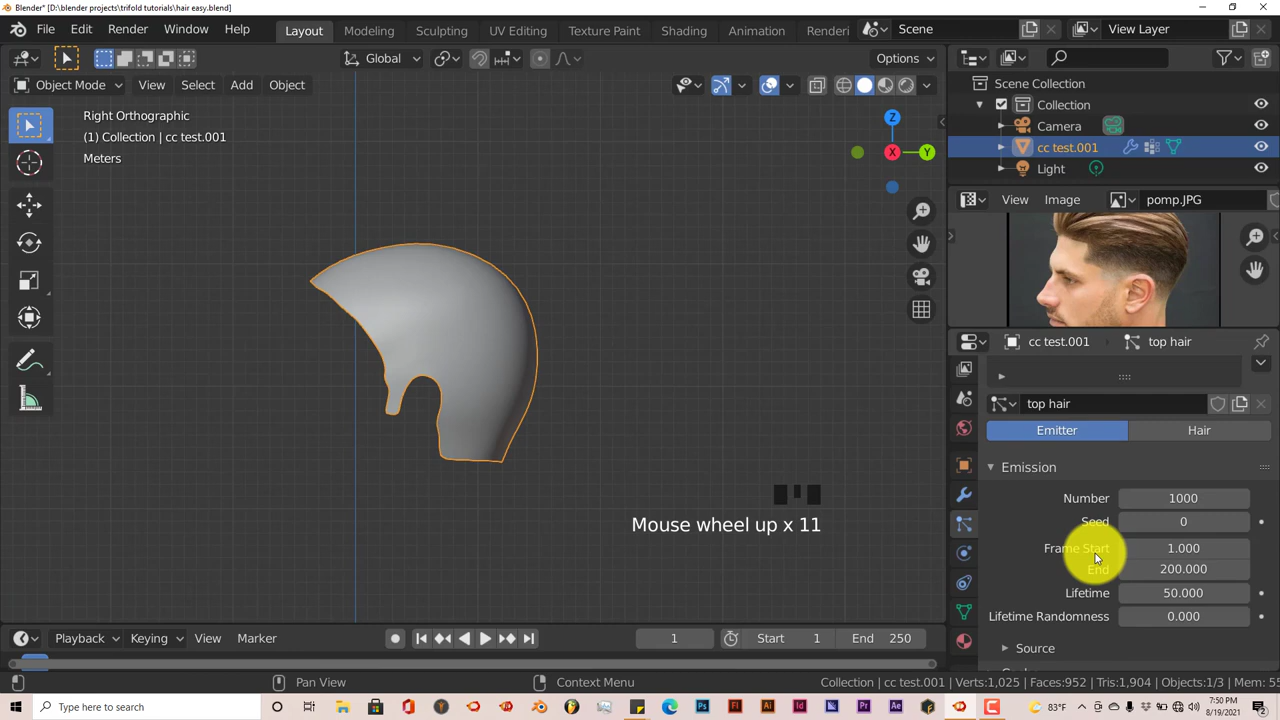 Blender* [D:\blender projects\trifold tutorials\hair easy.blend]
File Edit Render Window Help Layout Modeling Sculpting UV Editing Texture Paint Shading Animation Renderi Scene View Layer
Global Options
Object Mode View Select Add Object
Right Orthographic
(1) Collection | cc test.001
Meters
Z
X
Y
Scene Collection
Collection
Camera
cc test.001
Light
View Image pomp.JPG
cc test.001 top hair
top hair
Emitter Hair
Emission
Number 1000
Seed 0
Frame Start 1.000
End 200.000
Lifetime 50.000
Lifetime Randomness 0.000
Source
Mouse wheel up x 11
Playback Keying View Marker 1 Start 1 End 250
Pan View Context Menu Collection | cc test.001 | Verts:1,025 | Faces:952 | Tris:1,904 | Objects:1/3 | Mem: 55
Type here to search
83°F
7:50 PM
8/19/2021